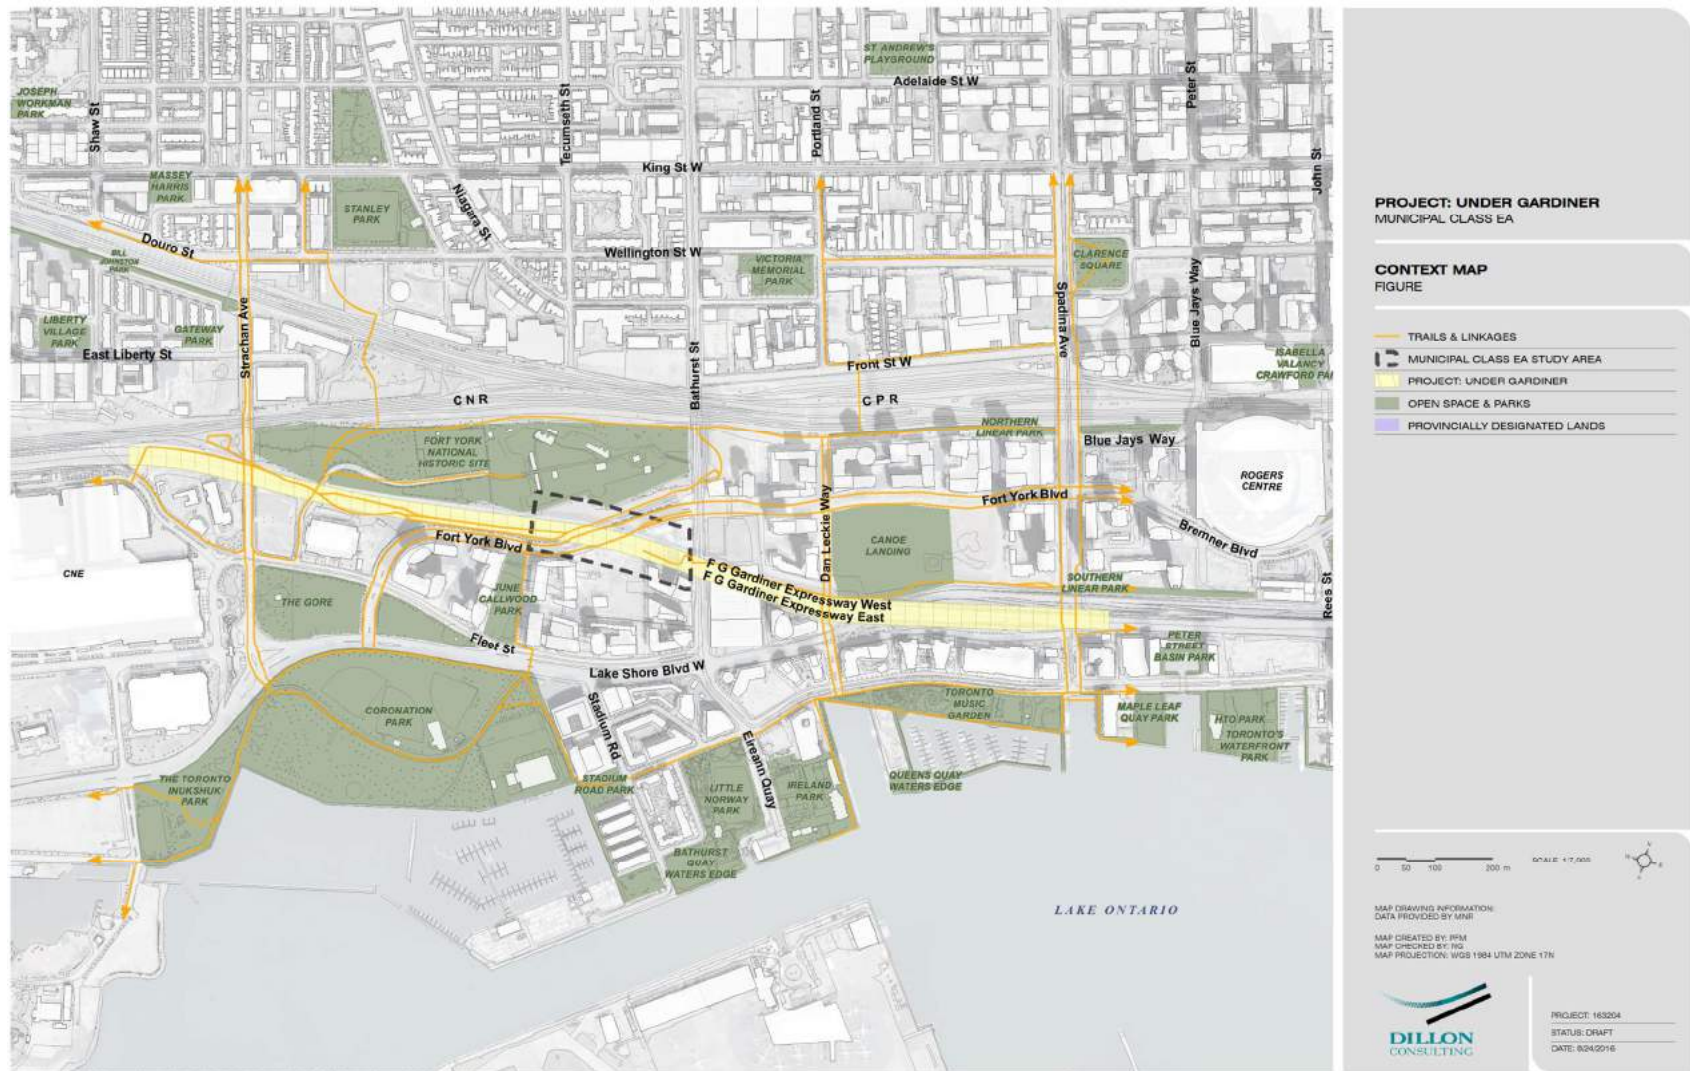 ST. ANDREW'S
PLAYGROUND
Adelaide St W
JOSEPH
WORKMAN
PARK
Shaw St
Tecumseth St
Portland St
Peter St
John St
King St W
MASSEY
HARRIS
PARK
STANLEY
PARK
Niagara St
Douro St
BILL
JOHNSTON
PARK
Wellington St W
VICTORIA
MEMORIAL
PARK
CLARENCE
SQUARE
LIBERTY
VILLAGE
PARK
GATEWAY
PARK
East Liberty St
Strachan Ave
Bathurst St
Spadina Ave
Blue Jays Way
Front St W
ISABELLA
VALANCY
CRAWFORD PAR
CNR
CPR
FORT YORK
NATIONAL
HISTORIC SITE
NORTHERN
LINEAR PARK
Blue Jays Way
ROGERS
CENTRE
Fort York Blvd
Dan Leckie Way
Bremner Blvd
Fort York Blvd
CANOE
LANDING
CNE
F G Gardiner Expressway West
F G Gardiner Expressway East
SOUTHERN
LINEAR PARK
Rees St
THE GORE
JUNE
CALLWOOD
PARK
Fleet St
Lake Shore Blvd W
PETER
STREET
BASIN PARK
CORONATION
PARK
Stadium Rd
TORONTO
MUSIC
GARDEN
MAPLE LEAF
QUAY PARK
HTO PARK
TORONTO'S
WATERFRONT
PARK
Eireann Quay
THE TORONTO
INUKSHUK
PARK
STADIUM
ROAD PARK
LITTLE
NORWAY
PARK
IRELAND
PARK
QUEENS QUAY
WATERS EDGE
BATHURST
QUAY
WATERS EDGE
LAKE ONTARIO
PROJECT: UNDER GARDINER
MUNICIPAL CLASS EA
CONTEXT MAP
FIGURE
TRAILS & LINKAGES
MUNICIPAL CLASS EA STUDY AREA
PROJECT: UNDER GARDINER
OPEN SPACE & PARKS
PROVINCIALLY DESIGNATED LANDS
0 50 100 200 m
SCALE 1:7,000
MAP DRAWING INFORMATION:
DATA PROVIDED BY MNR
MAP CREATED BY: PFM
MAP CHECKED BY: RG
MAP PROJECTION: WGS 1984 UTM ZONE 17N
DILLON
CONSULTING
PROJECT: 163204
STATUS: DRAFT
DATE: 8/24/2016